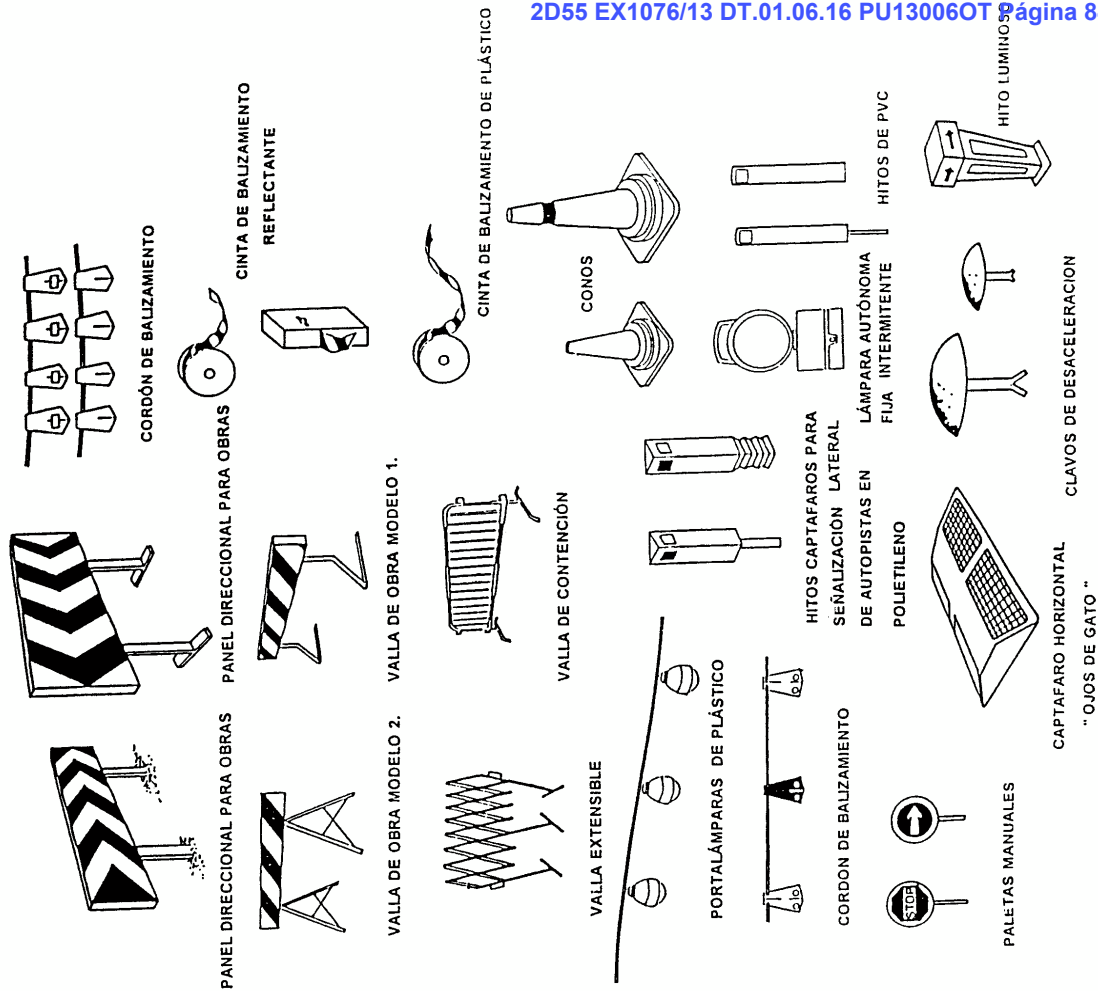 2D55 EX1076/13 DT.01.06.16 PU13006OT Página 8
PANEL DIRECCIONAL PARA OBRAS
PANEL DIRECCIONAL PARA OBRAS
CORDÓN DE BALIZAMIENTO
CINTA DE BALIZAMIENTO
REFLECTANTE
VALLA DE OBRA MODELO 2.
VALLA DE OBRA MODELO 1.
CINTA DE BALIZAMIENTO DE PLÁSTICO
VALLA EXTENSIBLE
VALLA DE CONTENCIÓN
CONOS
PORTALÁMPARAS DE PLÁSTICO
CORDON DE BALIZAMIENTO
HITOS CAPTAFAROS PARA
SEÑALIZACIÓN LATERAL
DE AUTOPISTAS EN
POLIETILENO
LÁMPARA AUTÓNOMA
FIJA INTERMITENTE
HITOS DE PVC
STOP
PALETAS MANUALES
CAPTAFARO HORIZONTAL
" OJOS DE GATO "
CLAVOS DE DESACELERACION
HITO LUMINOSO